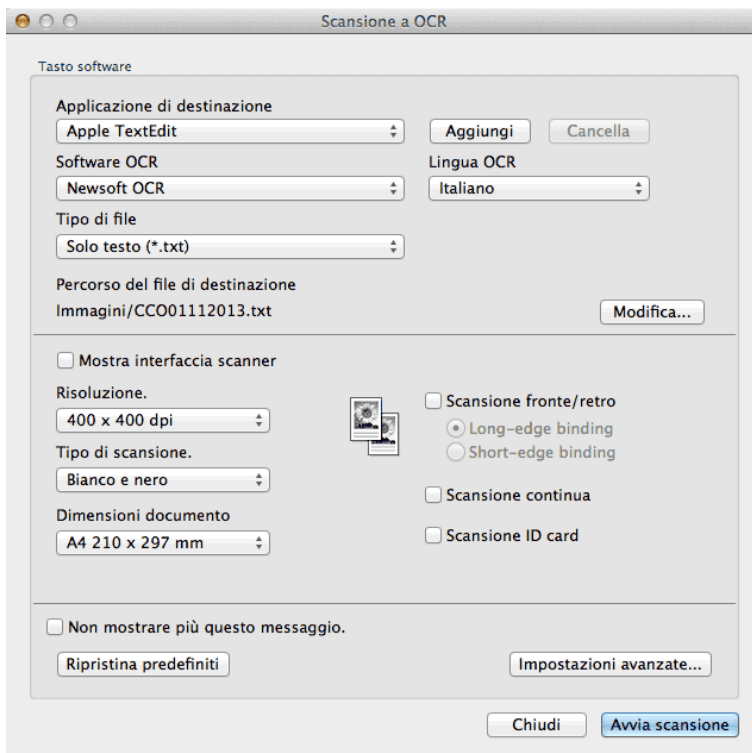 Scansione a OCR
Tasto software
Applicazione di destinazione
Apple TextEdit
Aggiungi
Cancella
Software OCR
Lingua OCR
Newsoft OCR
Italiano
Tipo di file
Solo testo (*.txt)
Percorso del file di destinazione
Immagini/CCO01112013.txt
Modifica...
Mostra interfaccia scanner
Risoluzione.
400 x 400 dpi
Tipo di scansione.
Bianco e nero
Dimensioni documento
A4 210 x 297 mm
Scansione fronte/retro
Long-edge binding
Short-edge binding
Scansione continua
Scansione ID card
Non mostrare più questo messaggio.
Ripristina predefiniti
Impostazioni avanzate...
Chiudi
Avvia scansione